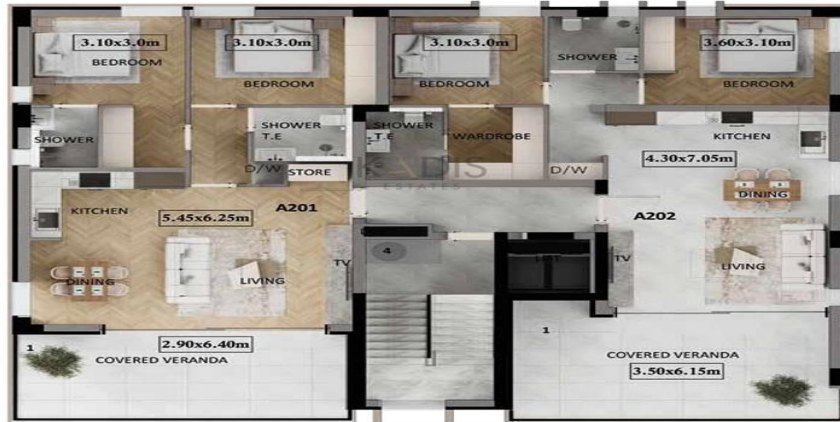 3.10x3.0m
BEDROOM
3.10x3.0m
BEDROOM
3.10x3.0m
BEDROOM
SHOWER
3.60x3.10m
BEDROOM
SHOWER
SHOWER
T.E
SHOWER
T.E
WARDROBE
KITCHEN
4.30x7.05m
D/W
STORE
KADIS
ESTATES
D/W
KITCHEN
5.45x6.25m
A201
A202
DINING
4
TV
LIFT
TV
LIVING
DINING
LIVING
2.90x6.40m
1
COVERED VERANDA
1
COVERED VERANDA
3.50x6.15m